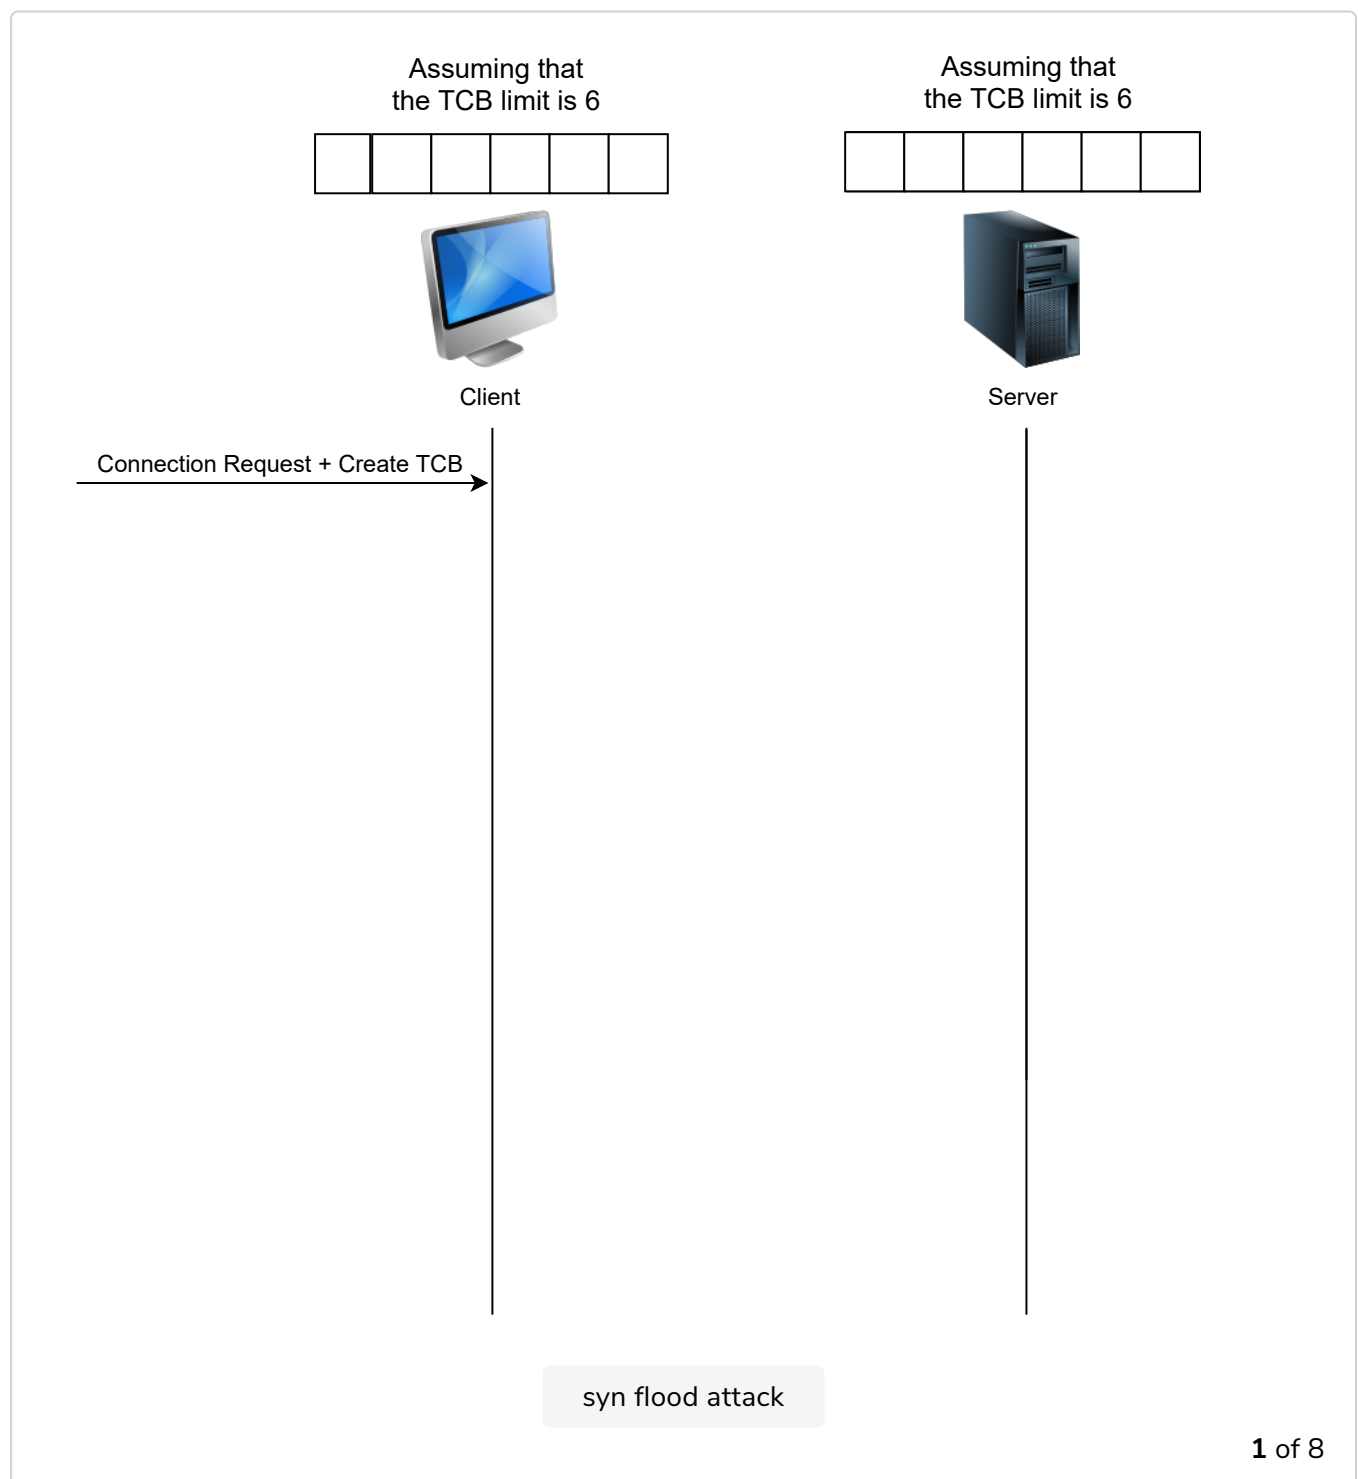 Assuming that
the TCB limit is 6
Assuming that
the TCB limit is 6
Client
Server
Connection Request + Create TCB
syn flood attack
1 of 8